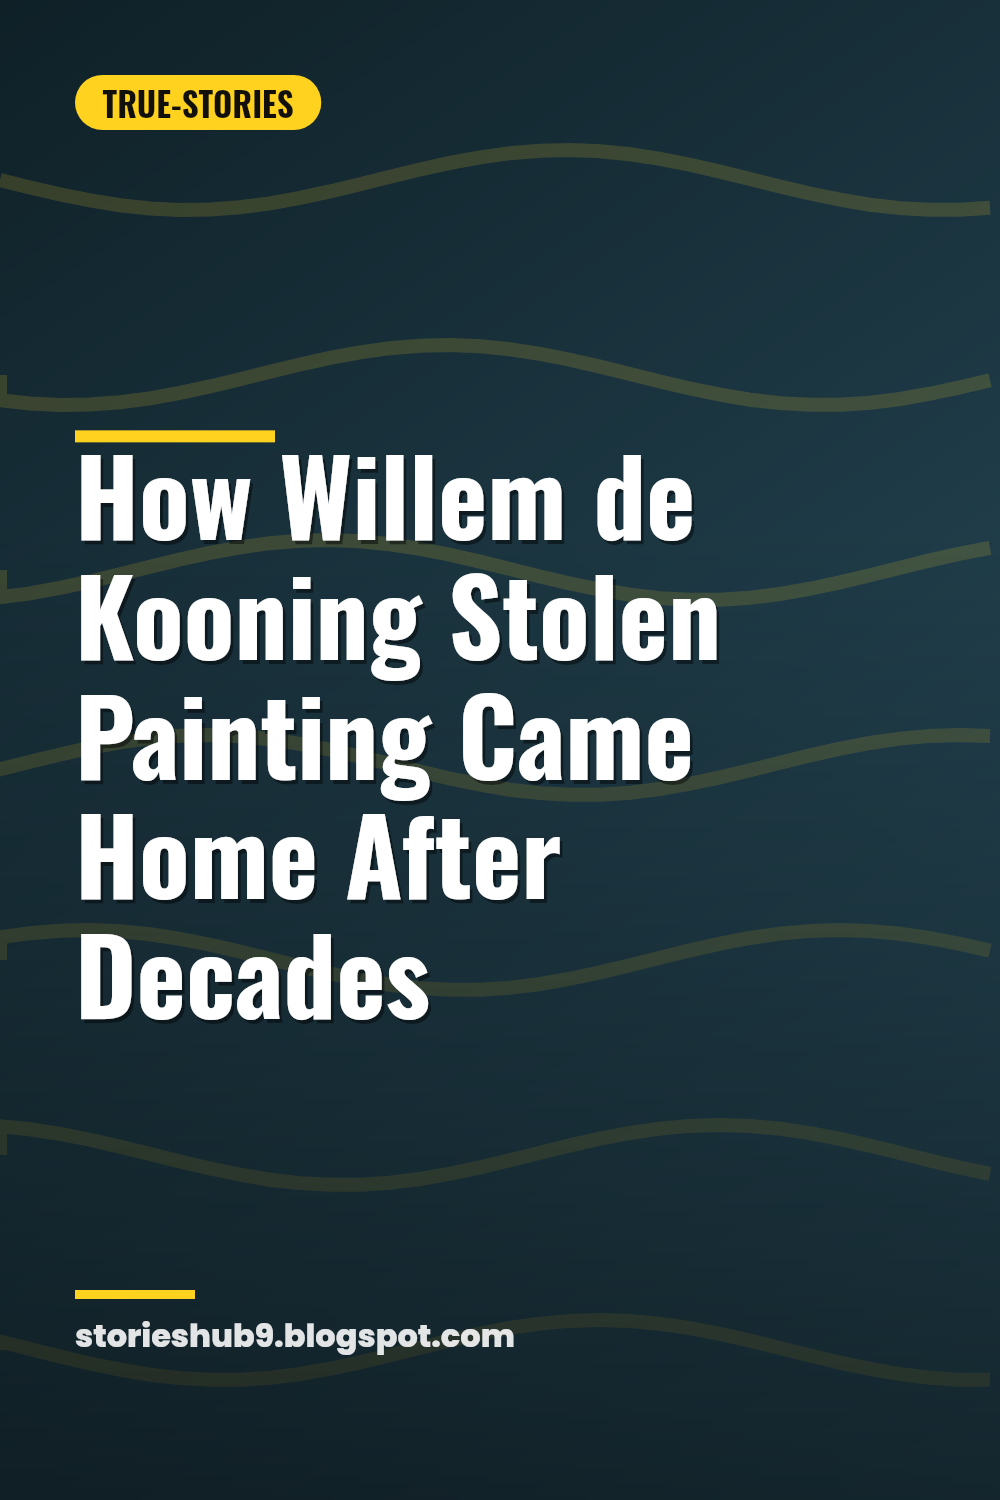 TRUE-STORIES
How Willem de
Kooning Stolen
Painting Came
Home After
Decades
storieshub9.blogspot.com